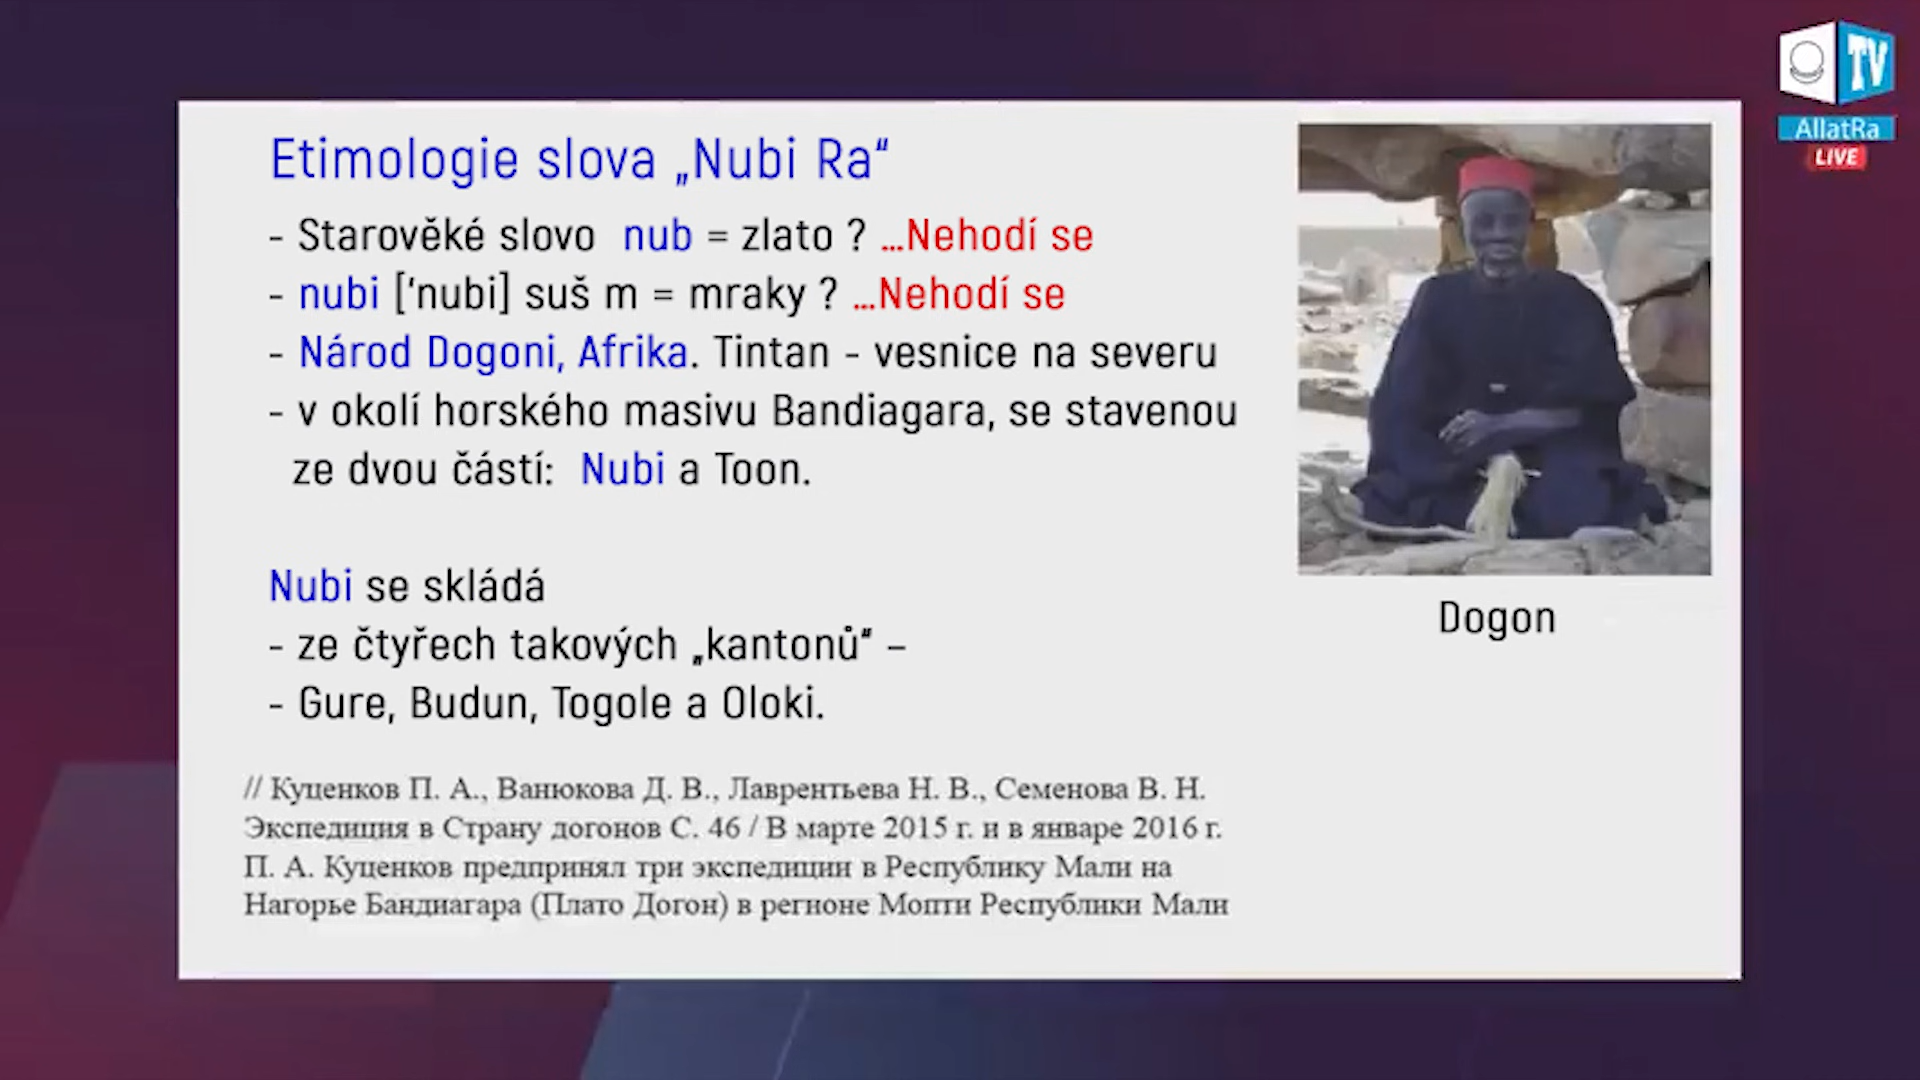 TV
AllatRa
LIVE
Etimologie slova „Nubi Ra“
- Starověké slovo nub = zlato ? ...Nehodí se
- nubi [‘nubi] suš m = mraky ? ...Nehodí se
- Národ Dogoni, Afrika. Tintan - vesnice na severu
- v okolí horského masivu Bandiagara, se stavenou
ze dvou částí: Nubi a Toon.
Nubi se skládá
- ze čtyřech takových „kantonů“ –
- Gure, Budun, Togole a Oloki.
Dogon
// Куценков П. А., Ванюкова Д. В., Лаврентьева Н. В., Семенова В. Н.
Экспедиция в Страну догонов С. 46 / В марте 2015 г. и в январе 2016 г.
П. А. Куценков предпринял три экспедиции в Республику Мали на
Нагорье Бандиагара (Плато Догон) в регионе Мопти Республики Мали